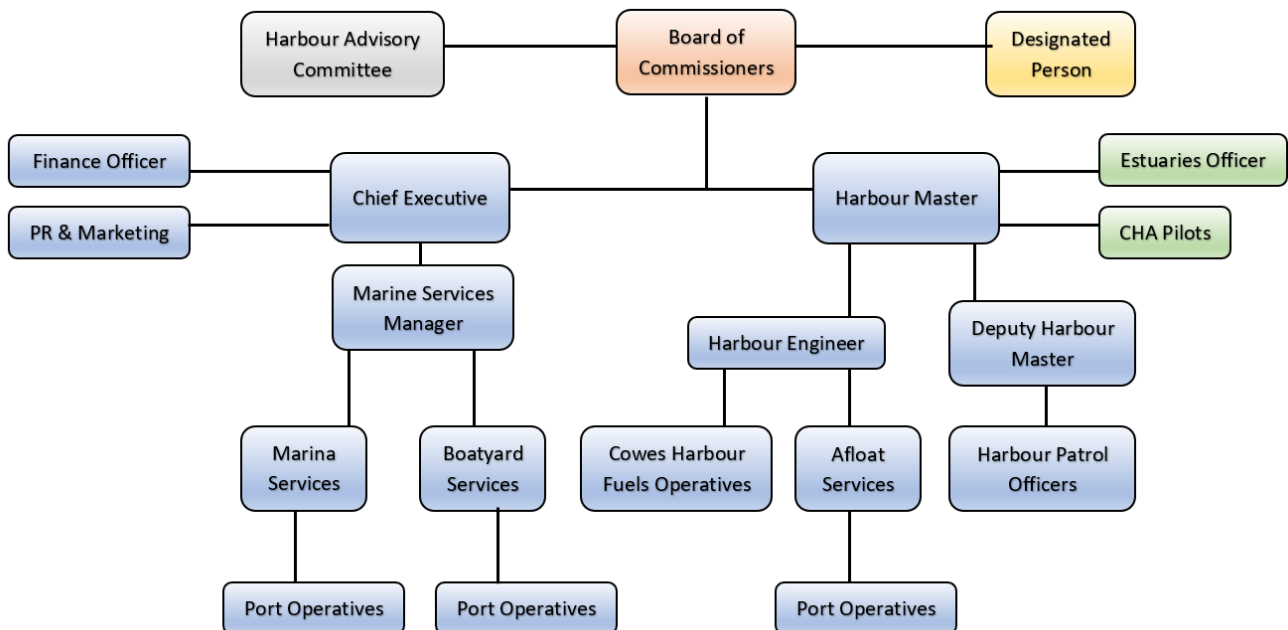 Harbour Advisory
Committee
Board of
Commissioners
Designated
Person
Finance Officer
PR & Marketing
Chief Executive
Harbour Master
Estuaries Officer
CHA Pilots
Marine Services
Manager
Harbour Engineer
Deputy Harbour
Master
Marina
Services
Boatyard
Services
Cowes Harbour
Fuels Operatives
Afloat
Services
Harbour Patrol
Officers
Port Operatives
Port Operatives
Port Operatives